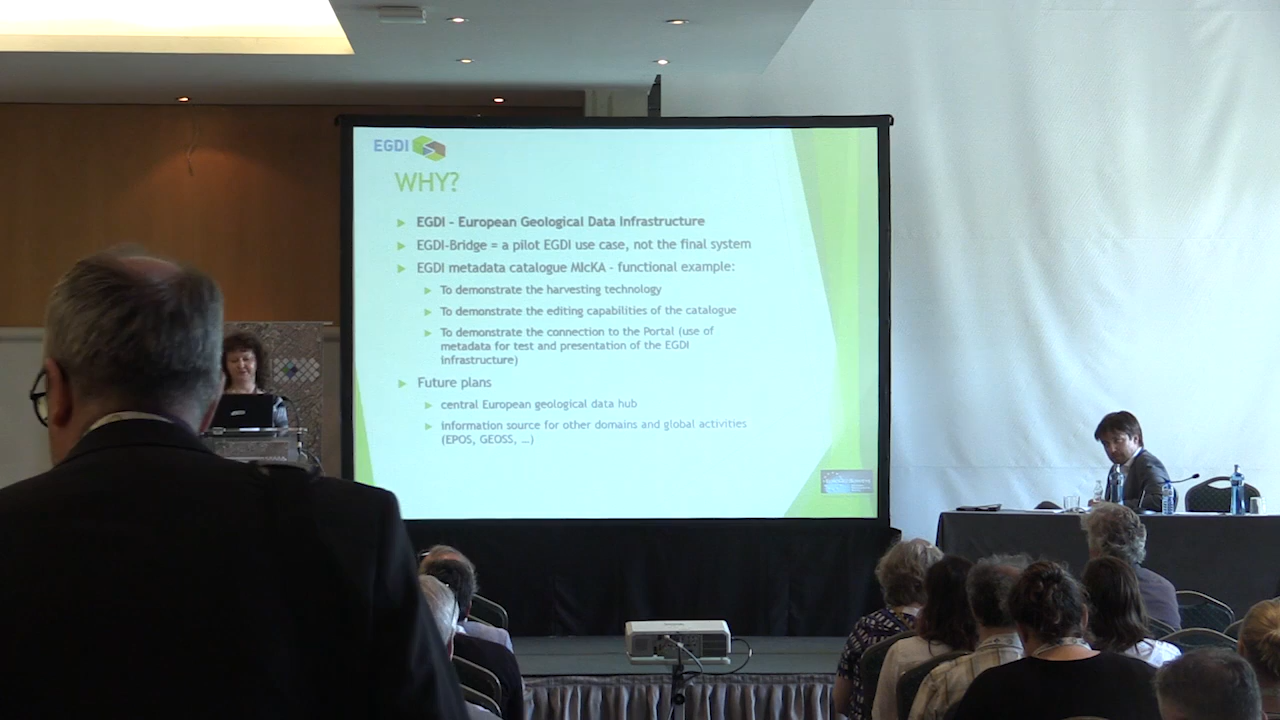 EGDI
WHY?
EGDI - European Geological Data Infrastructure
EGDI-Bridge = a pilot EGDI use case, not the final system
EGDI metadata catalogue MIcKA - functional example:
To demonstrate the harvesting technology
To demonstrate the editing capabilities of the catalogue
To demonstrate the connection to the Portal (use of
metadata for test and presentation of the EGDI
infrastructure)
Future plans
central European geological data hub
information source for other domains and global activities
(EPOS, GEOSS, …)